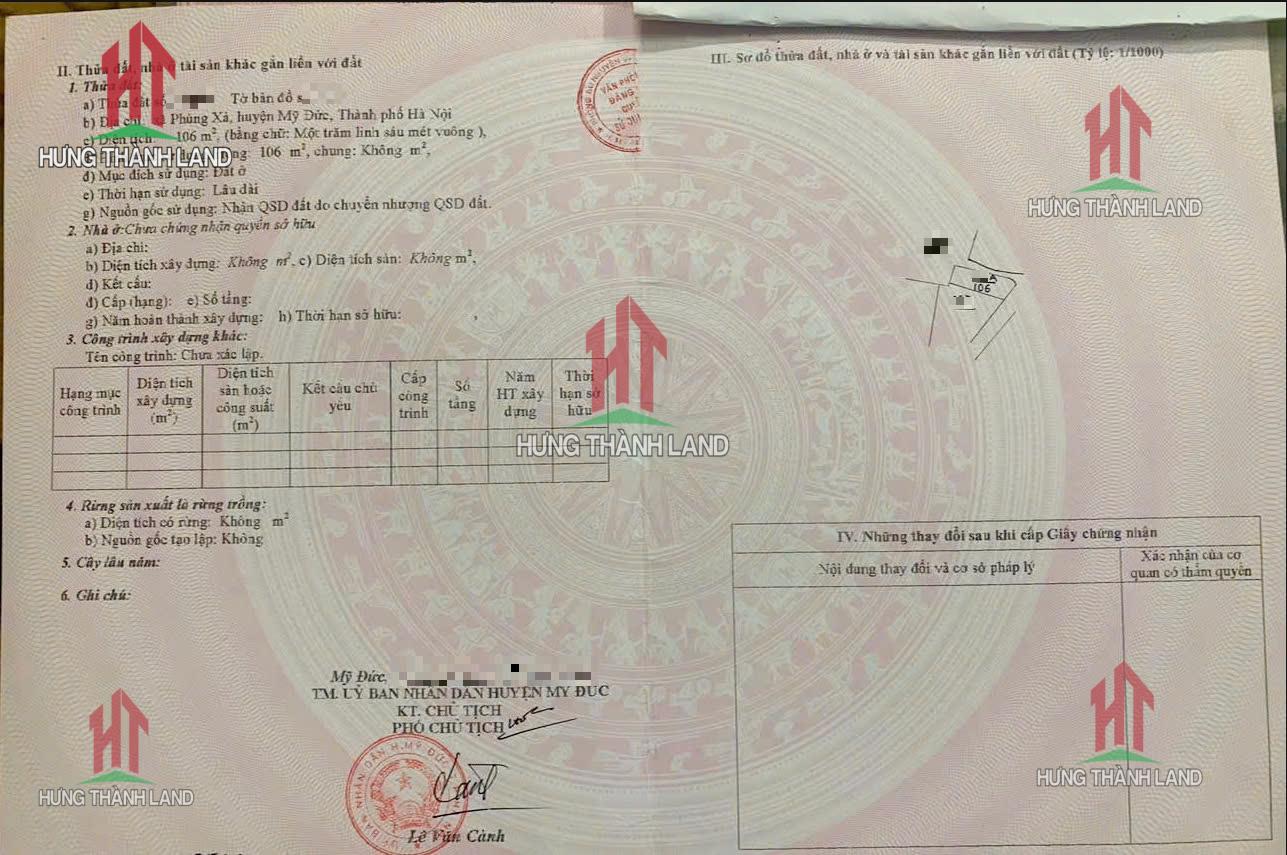 II. Thửa đất, nhà ở tài sản khác gắn liền với đất
1. Thửa đất:
a) Thửa đất số Tờ bản đồ s
b) Địa chỉ: xã Phùng Xá, huyện Mỹ Đức, Thành phố Hà Nội
c) Diện tích: 106 m², (bằng chữ: Một trăm linh sáu mét vuông ),
ng: 106 m², chung: Không m²,
HƯNG THÀNH LAND
đ) Mục đích sử dụng: Đất ở
e) Thời hạn sử dụng: Lâu dài
g) Nguồn gốc sử dụng: Nhận QSD đất do chuyển nhượng QSD đất.
2. Nhà ở:Chưa chứng nhận quyền sở hữu
a) Địa chỉ:
b) Diện tích xây dựng: Không m², c) Diện tích sàn: Không m²,
d) Kết cấu:
đ) Cấp (hạng): e) Số tầng:
g) Năm hoàn thành xây dựng: h) Thời hạn sở hữu: ,
3. Công trình xây dựng khác:
Tên công trình: Chưa xác lập.
Hạng mục công trình
Diện tích xây dựng (m²)
Diện tích sàn hoặc công suất (m²)
Kết cấu chủ yếu
Cấp công trình
Số tầng
Năm HT xây dựng
Thời hạn sở hữu
HƯNG THÀNH LAND
4. Rừng sản xuất là rừng trồng:
a) Diện tích có rừng: Không m²
b) Nguồn gốc tạo lập: Không
5. Cây lâu năm:
6. Ghi chú:
Mỹ Đức,
TM. UỶ BAN NHÂN DÂN HUYỆN MỸ ĐỨC
KT. CHỦ TỊCH
PHÓ CHỦ TỊCH
Lê Văn Cảnh
HƯNG THÀNH LAND
III. Sơ đồ thửa đất, nhà ở và tài sản khác gắn liền với đất (Tỷ lệ: 1/1000)
HƯNG THÀNH LAND
106
IV. Những thay đổi sau khi cấp Giấy chứng nhận
Nội dung thay đổi và cơ sở pháp lý
Xác nhận của cơ quan có thẩm quyền
HƯNG THÀNH LAND